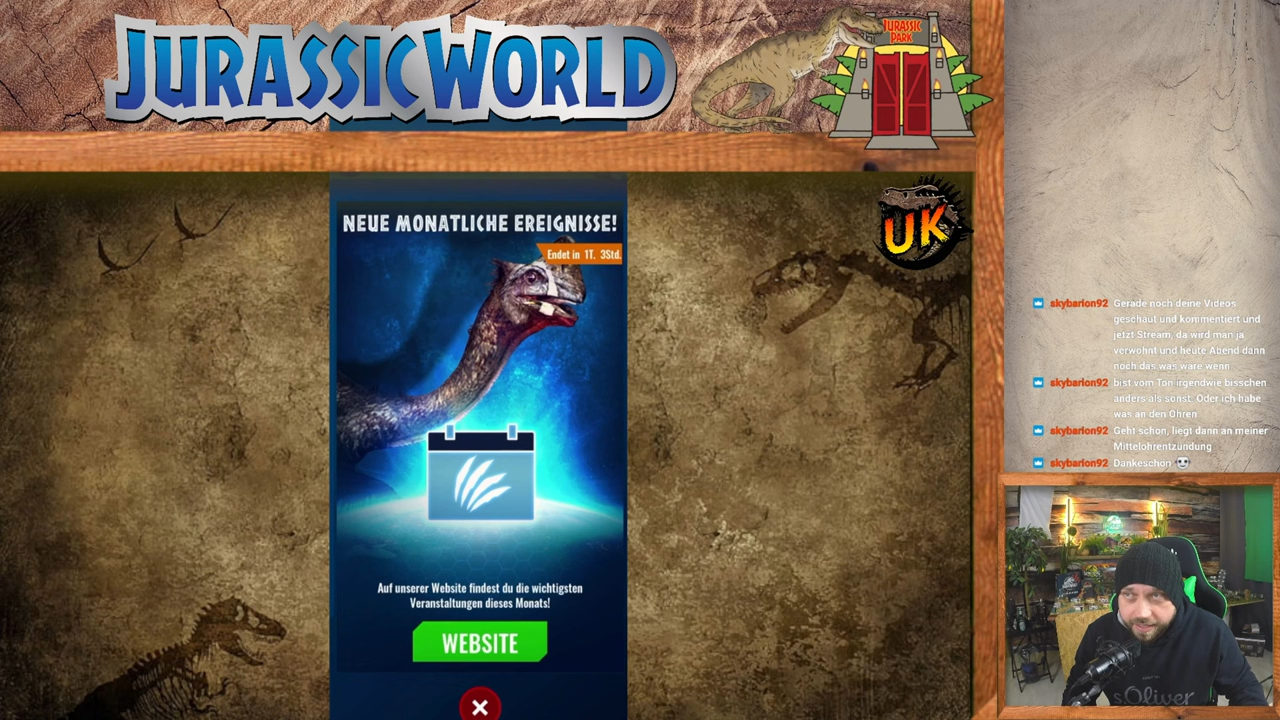 JURASSIC WORLD
JURASSIC
PARK
UK
NEUE MONATLICHE EREIGNISSE!
Endet in 1T. 3Std.
Auf unserer Website findest du die wichtigsten
Veranstaltungen dieses Monats!
WEBSITE
skybarion92 Gerade noch deine Videos
geschaut und kommentiert und
jetzt Stream, da wird man ja
verwöhnt und heute Abend dann
noch das was wäre wenn
skybarion92 bist vom Ton irgendwie bisschen
anders als sonst. Oder ich habe
was an den Ohren
skybarion92 Geht schon, liegt dann an meiner
Mittelohrentzündung
skybarion92 Dankeschön
sOliver